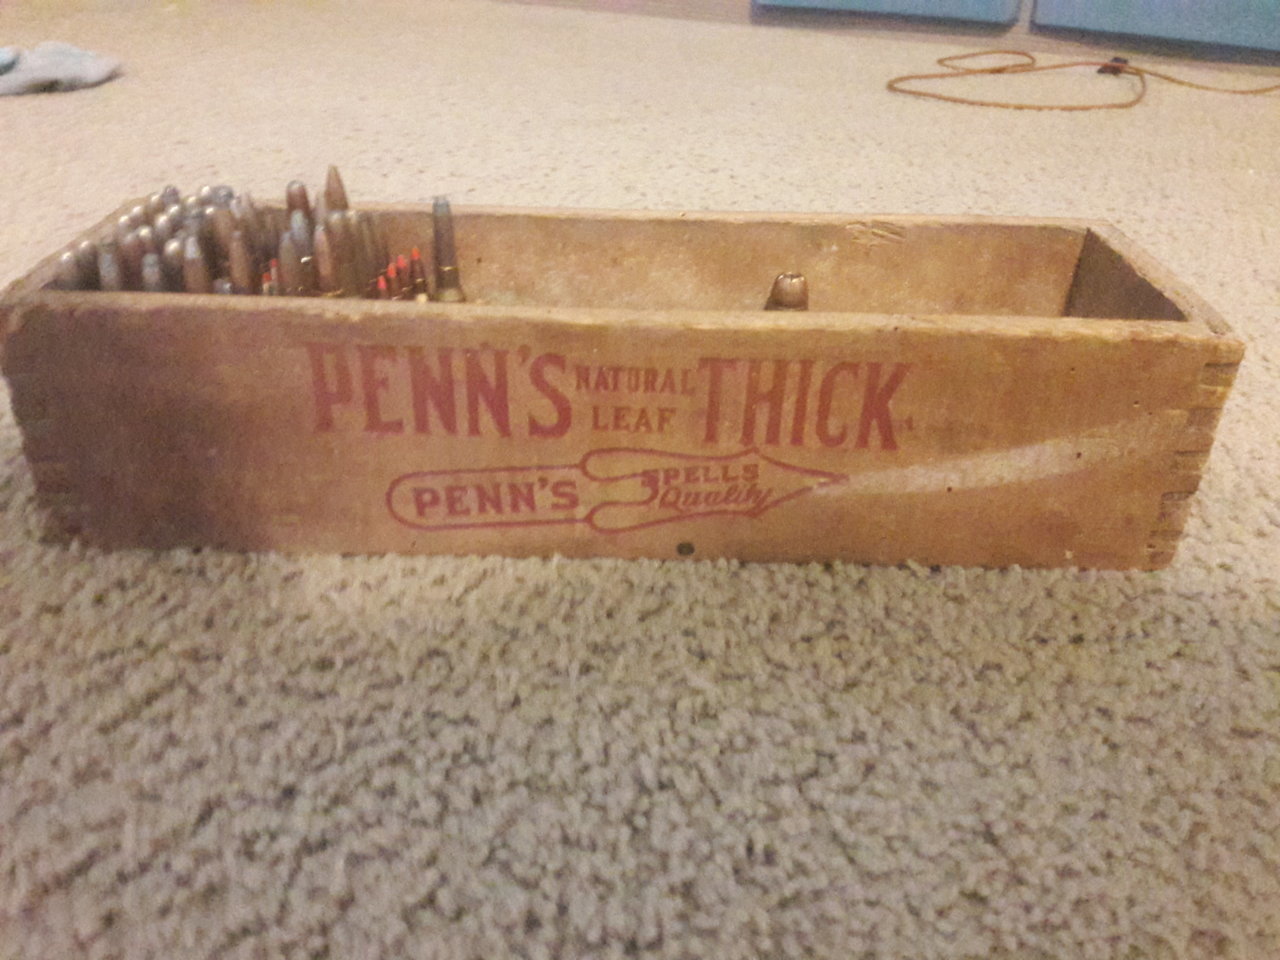 PENN'S NATURAL LEAF THICK
PENN'S SPELLS Quality